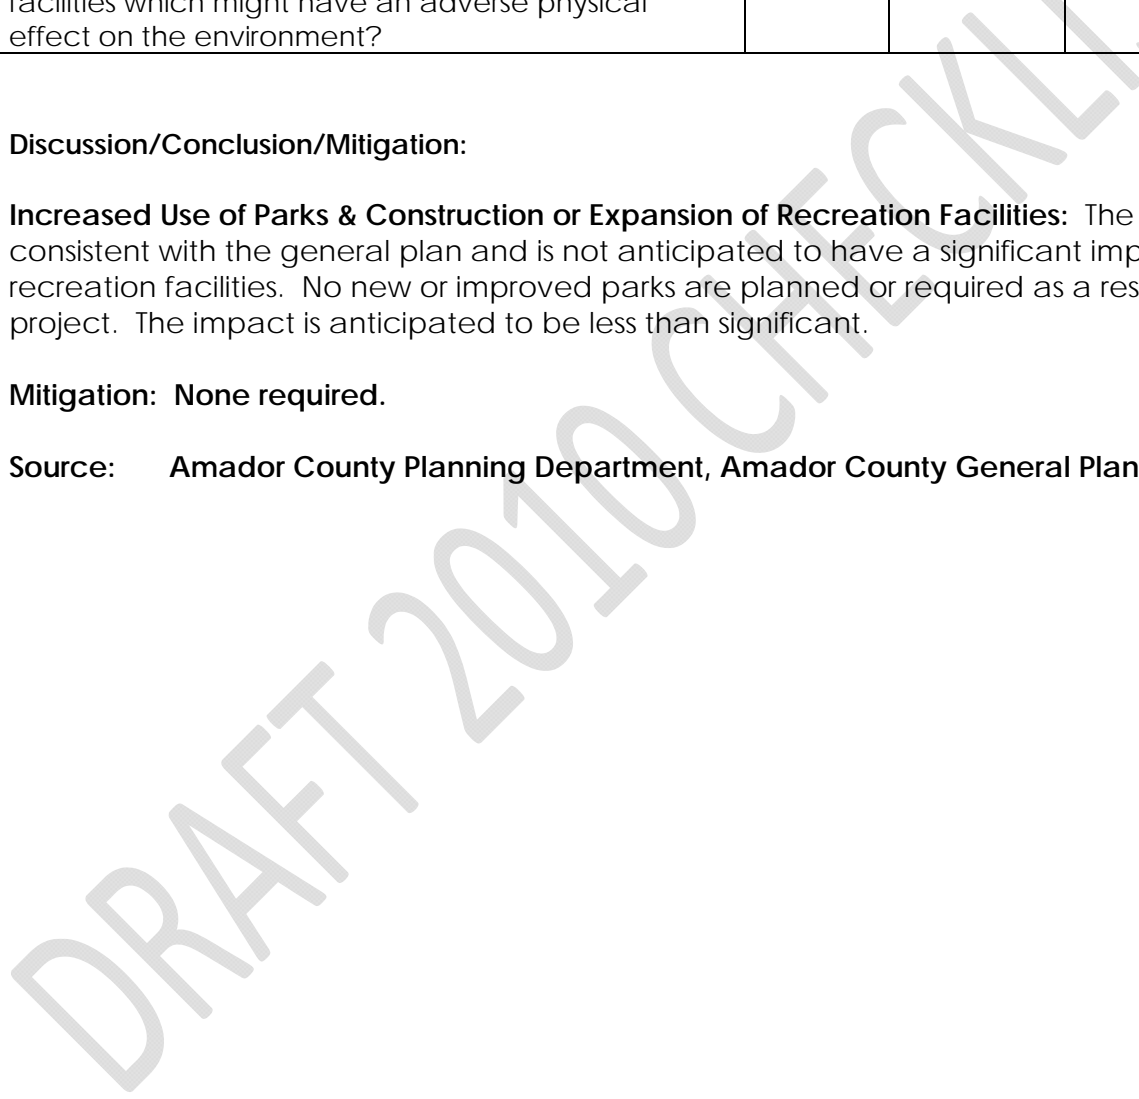 facilities which might have an adverse physical
effect on the environment?
Discussion/Conclusion/Mitigation:
Increased Use of Parks & Construction or Expansion of Recreation Facilities: The
consistent with the general plan and is not anticipated to have a significant imp
recreation facilities. No new or improved parks are planned or required as a res
project. The impact is anticipated to be less than significant.
Mitigation: None required.
Source: Amador County Planning Department, Amador County General Plan
DRAFT 2010 CHECKLI